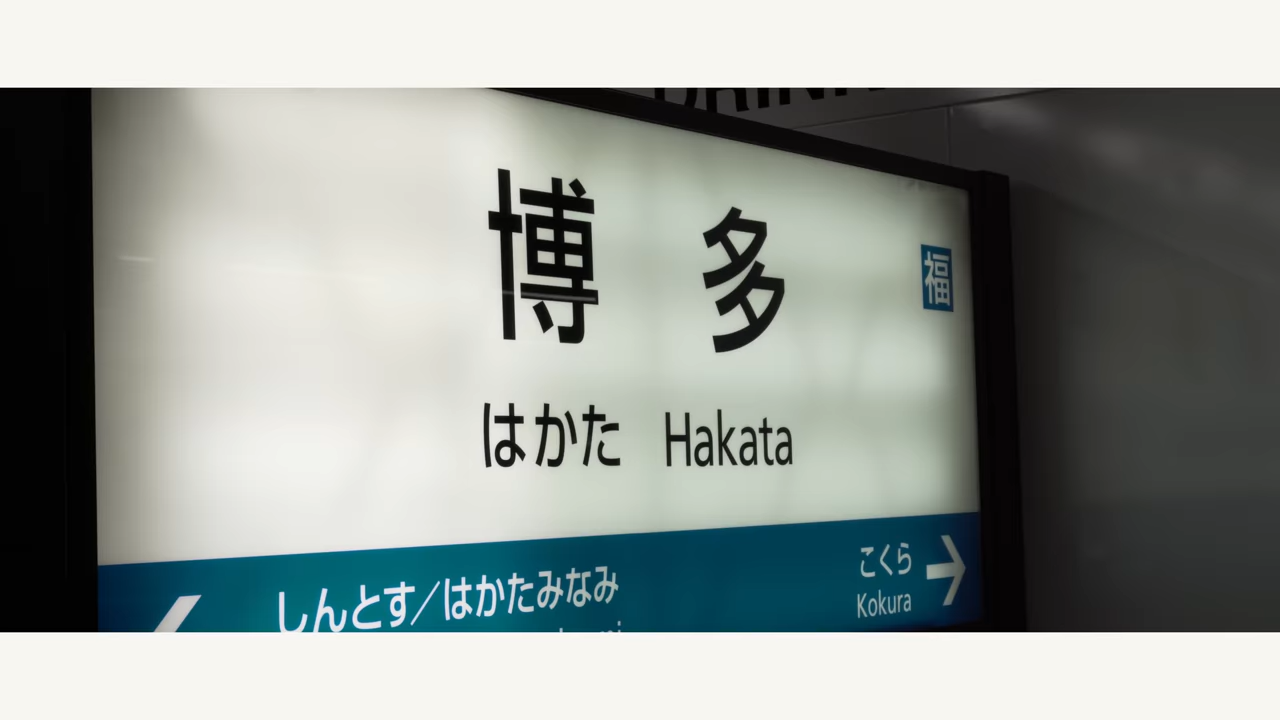 博多
福
はかた Hakata
しんとす／はかたみなみ
こくら
Kokura